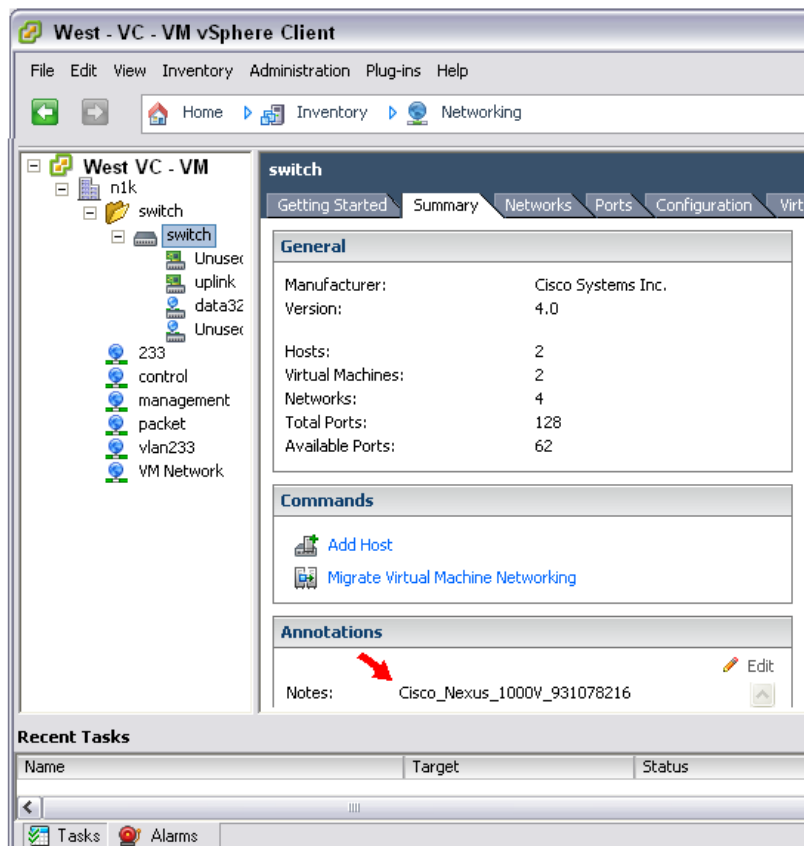 West - VC - VM vSphere Client
File Edit View Inventory Administration Plug-ins Help
Home Inventory Networking
West VC - VM
n1k
switch
switch
Unused
uplink
data32
Unused
233
control
management
packet
vlan233
VM Network
switch
Getting Started Summary Networks Ports Configuration Virt
General
Manufacturer: Cisco Systems Inc.
Version: 4.0
Hosts: 2
Virtual Machines: 2
Networks: 4
Total Ports: 128
Available Ports: 62
Commands
Add Host
Migrate Virtual Machine Networking
Annotations
Edit
Notes: Cisco_Nexus_1000V_931078216
Recent Tasks
Name Target Status
Tasks Alarms